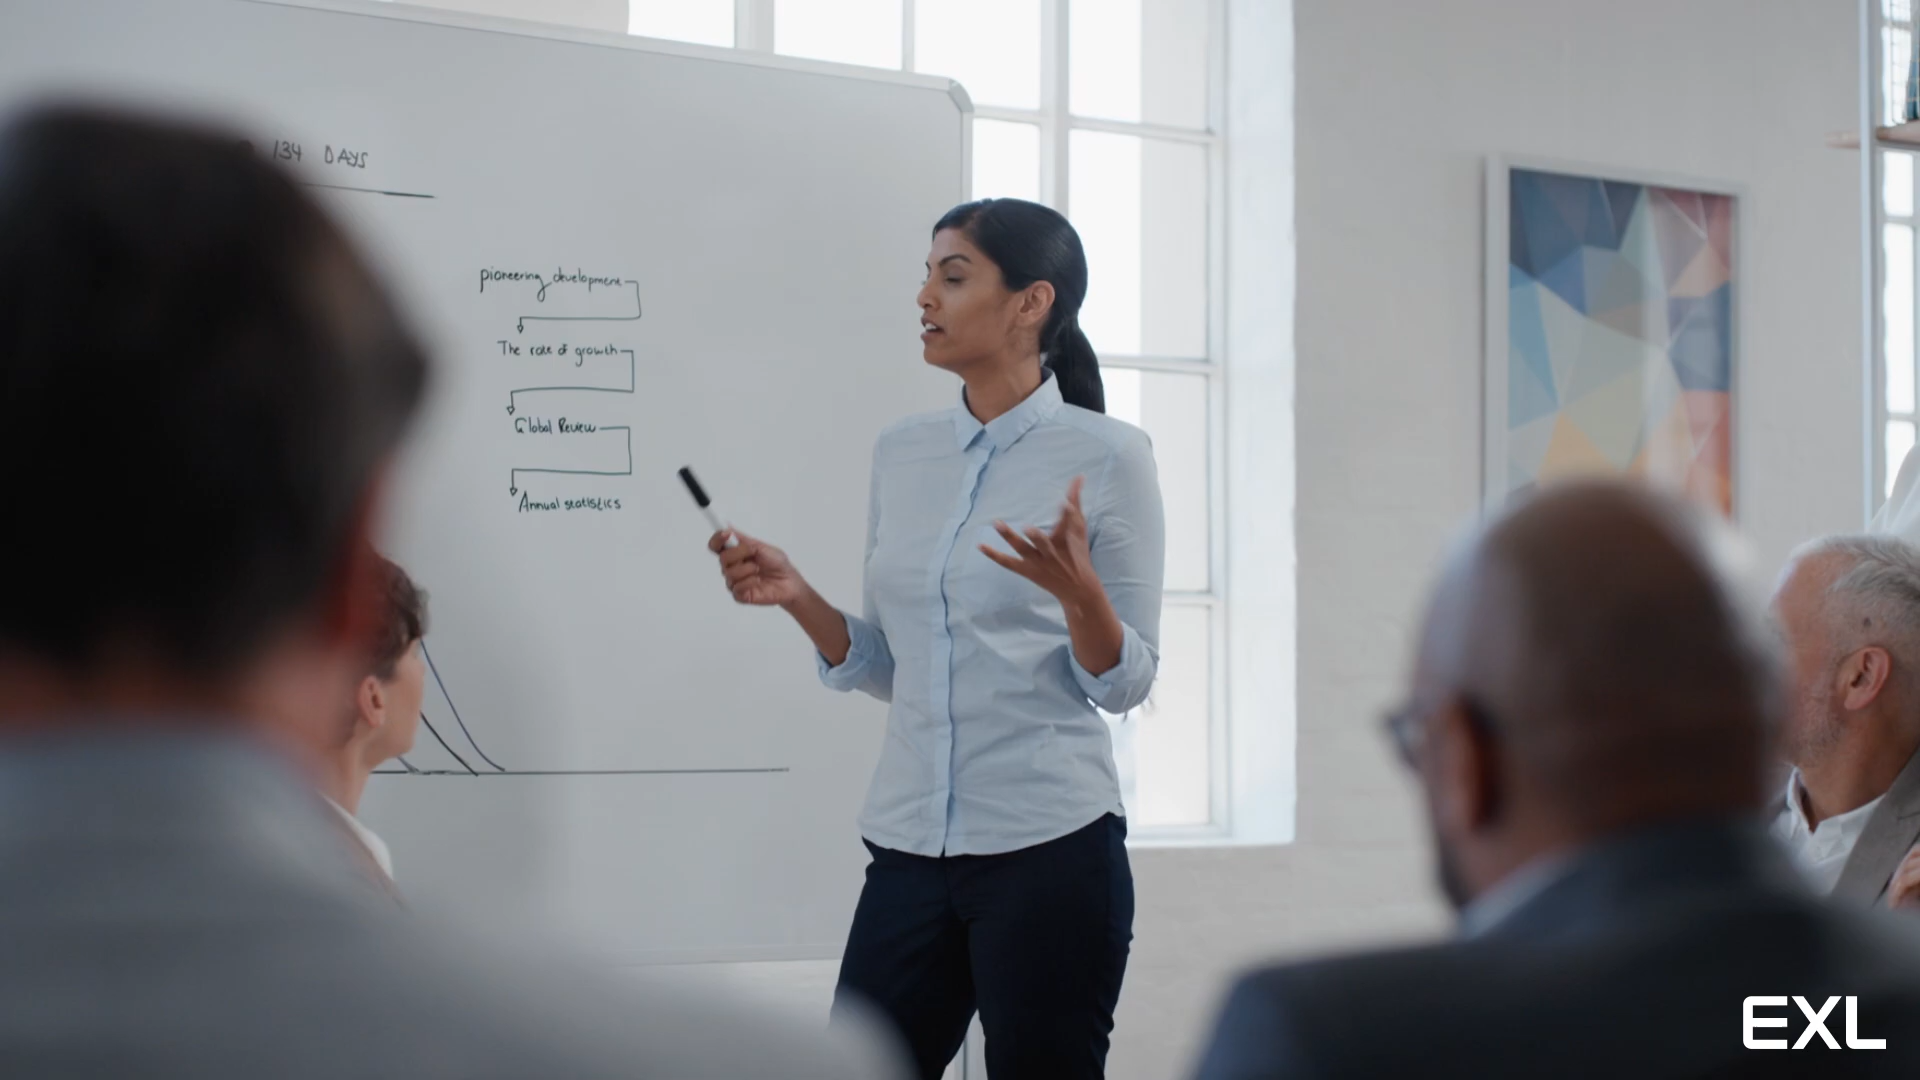 134 DAYS
pioneering development
The rate of growth
Global Review
Annual statistics
EXL